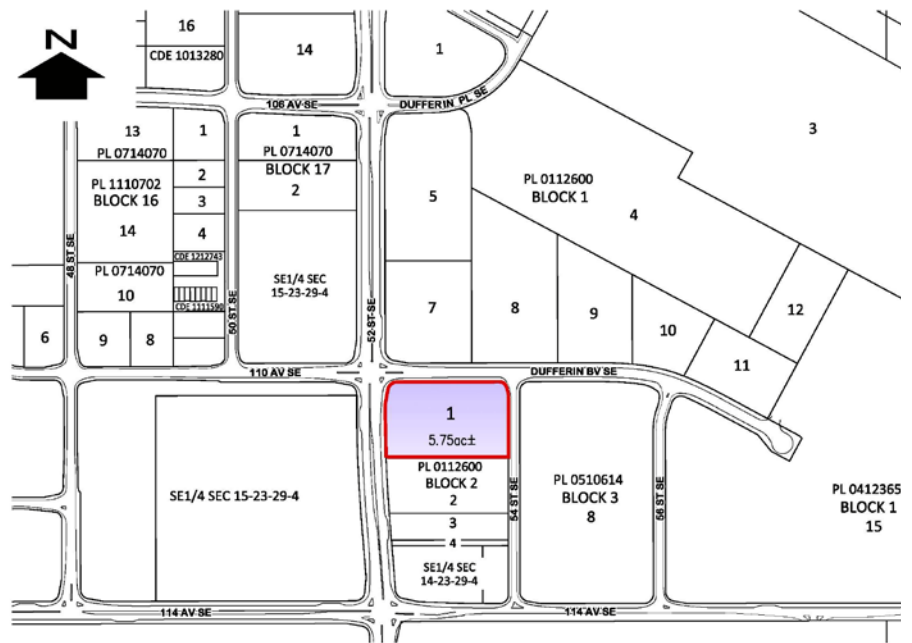 N
16
CDE 1013280
14
1
106 AV SE
DUFFERIN PL SE
3
13
PL 0714070
1
1
PL 0714070
BLOCK 17
2
PL 1110702
BLOCK 16
14
2
3
4
5
PL 0112600
BLOCK 1
4
48 ST SE
50 ST SE
52 ST SE
CDE 1212743
PL 0714070
10
CDE 1111590
SE1/4 SEC
15-23-29-4
6
9
8
7
8
9
10
11
12
110 AV SE
DUFFERIN BV SE
1
5.75ac±
SE1/4 SEC 15-23-29-4
PL 0112600
BLOCK 2
2
3
4
SE1/4 SEC
14-23-29-4
54 ST SE
PL 0510614
BLOCK 3
8
56 ST SE
PL 0412365
BLOCK 1
15
114 AV SE
114 AV SE